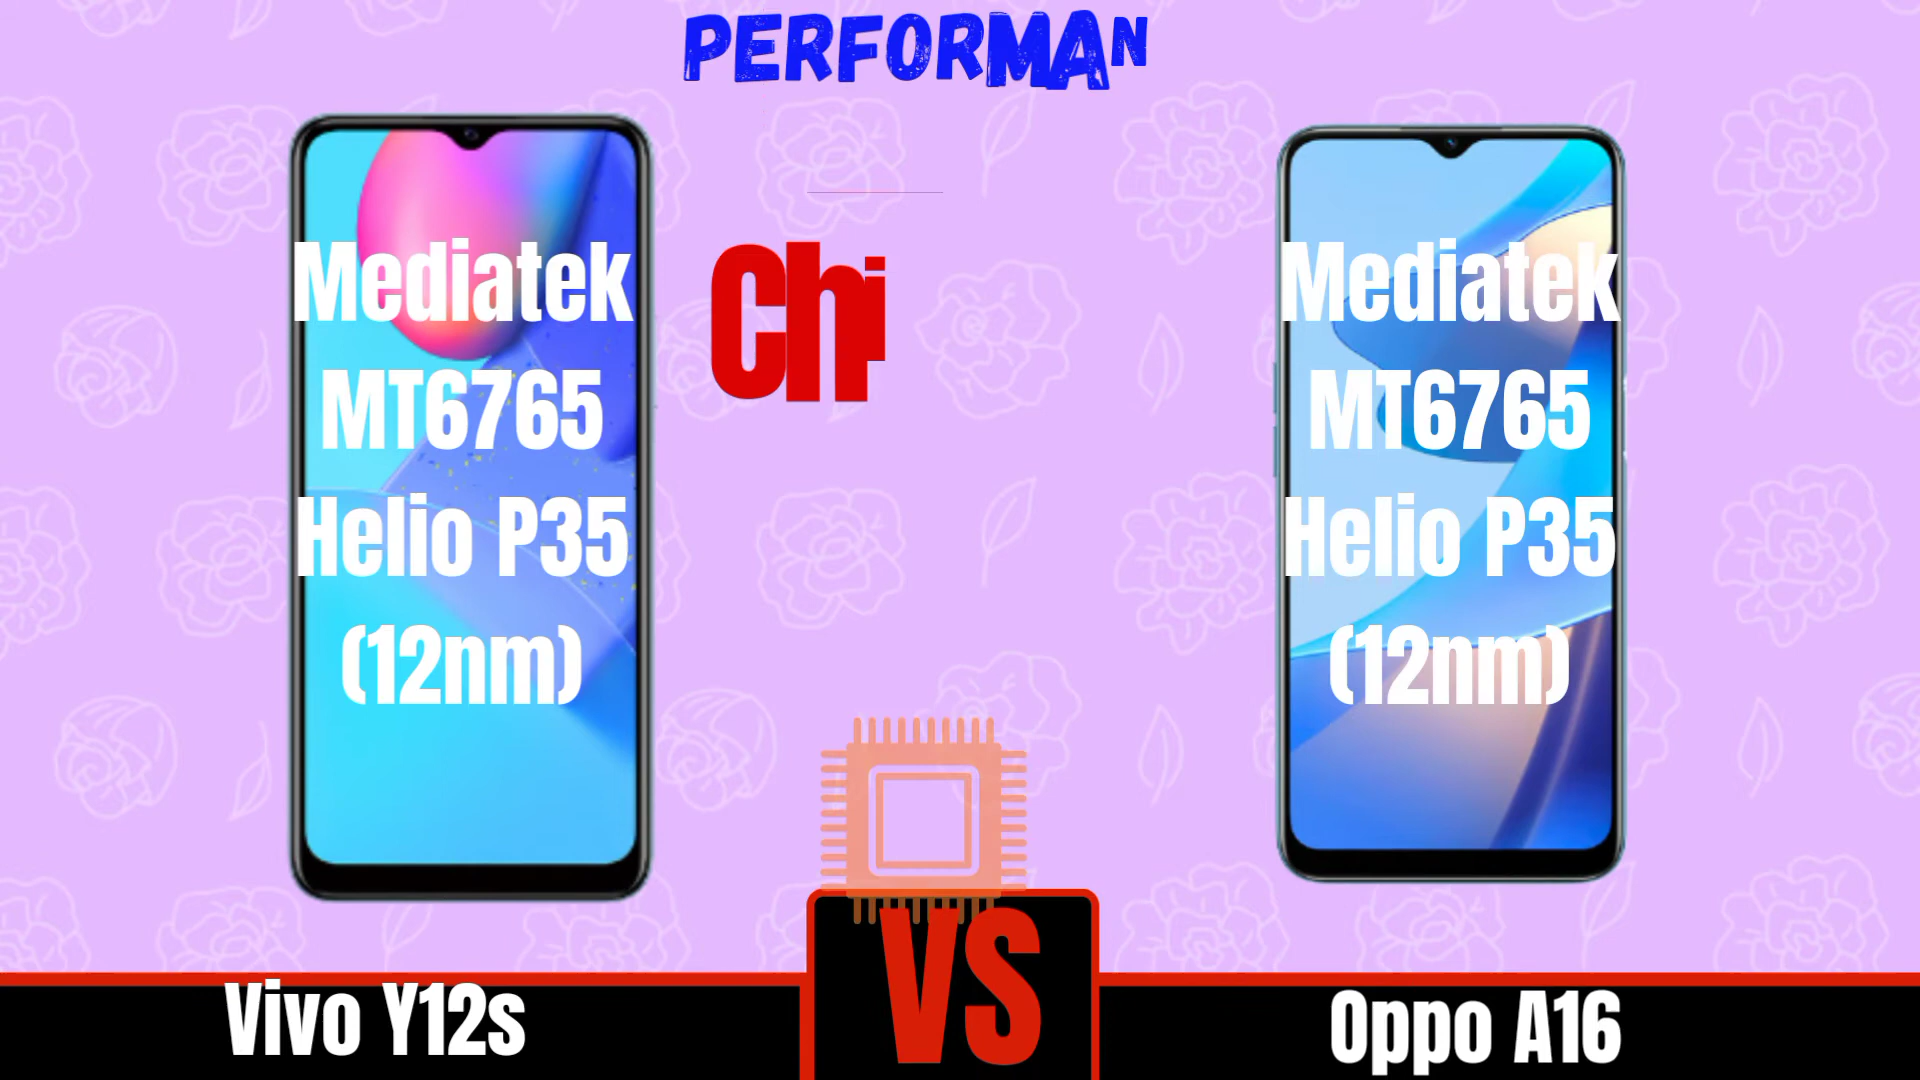 PERFORMAN
Mediatek
MT6765
Helio P35
(12nm)
Chi
Mediatek
MT6765
Helio P35
(12nm)
Vivo Y12s
VS
Oppo A16